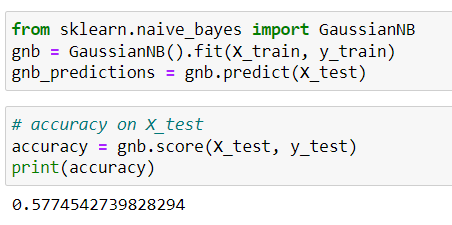 from sklearn.naive_bayes import GaussianNB
gnb = GaussianNB().fit(X_train, y_train)
gnb_predictions = gnb.predict(X_test)
# accuracy on X_test
accuracy = gnb.score(X_test, y_test)
print(accuracy)
0.5774542739828294